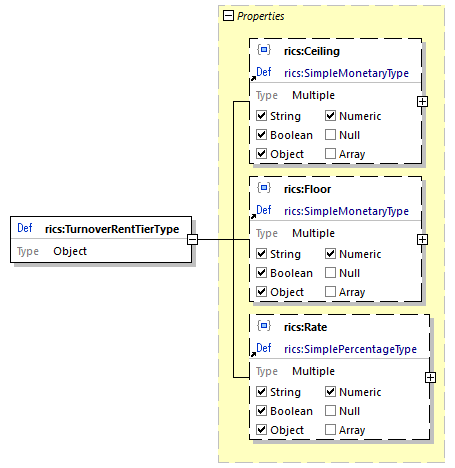 Properties
rics:Ceiling
Def rics:SimpleMonetaryType
Type Multiple
String Numeric
Boolean Null
Object Array
rics:Floor
Def rics:SimpleMonetaryType
Type Multiple
String Numeric
Boolean Null
Object Array
Def rics:TurnoverRentTierType
Type Object
rics:Rate
Def rics:SimplePercentageType
Type Multiple
String Numeric
Boolean Null
Object Array